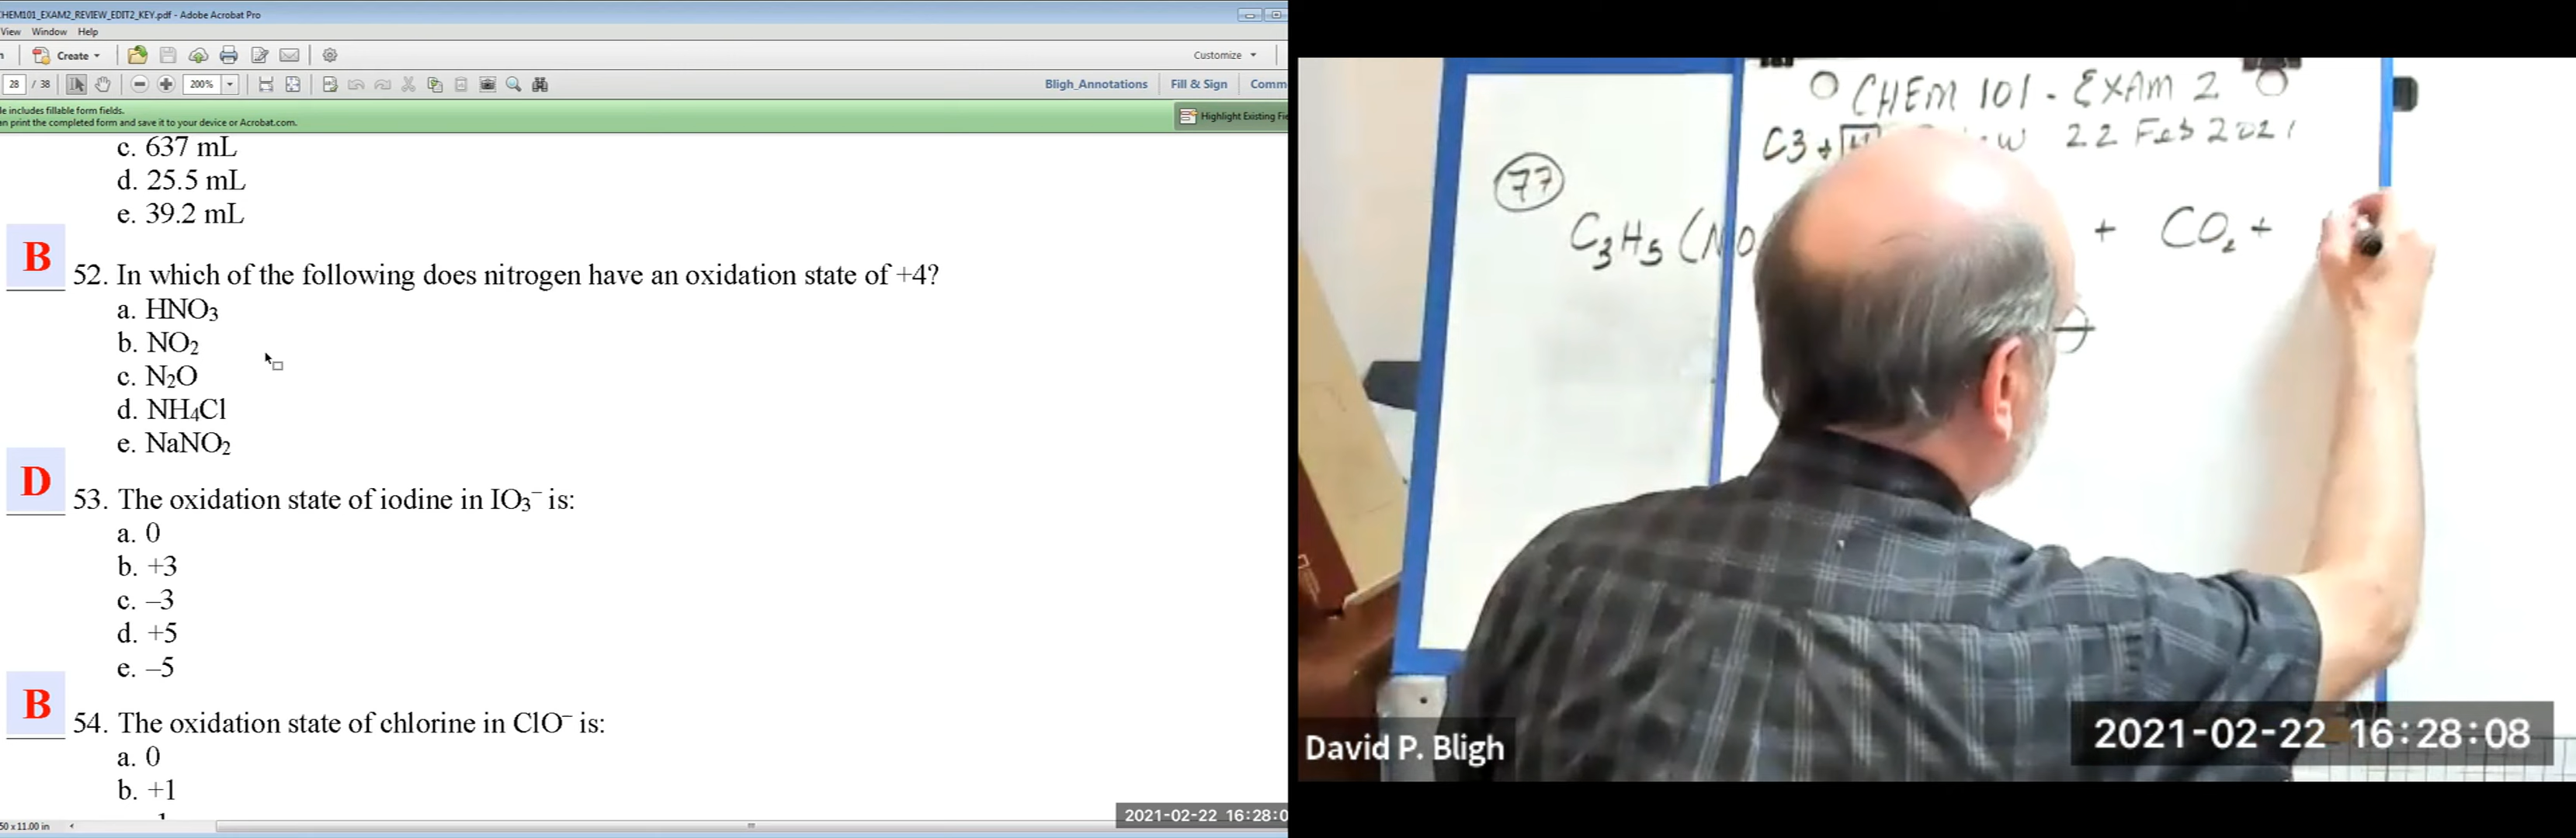 CHEM101_EXAM2_REVIEW_EDIT2_KEY.pdf - Adobe Acrobat Pro
View Window Help
Create Customize
28 / 38 200% Bligh_Annotations Fill & Sign Comm
le includes fillable form fields.
an print the completed form and save it to your device or Acrobat.com.
Highlight Existing Fie
c. 637 mL
d. 25.5 mL
e. 39.2 mL
B 52. In which of the following does nitrogen have an oxidation state of +4?
a. HNO₃
b. NO₂
c. N₂O
d. NH₄Cl
e. NaNO₂
D 53. The oxidation state of iodine in IO₃⁻ is:
a. 0
b. +3
c. –3
d. +5
e. –5
B 54. The oxidation state of chlorine in ClO⁻ is:
a. 0
b. +1
50 x 11.00 in
2021-02-22 16:28:0
CHEM 101 - EXAM 2
C3 + w 22 Feb 2021
77
C₃H₅(NO + CO₂ +
David P. Bligh
2021-02-22 16:28:08